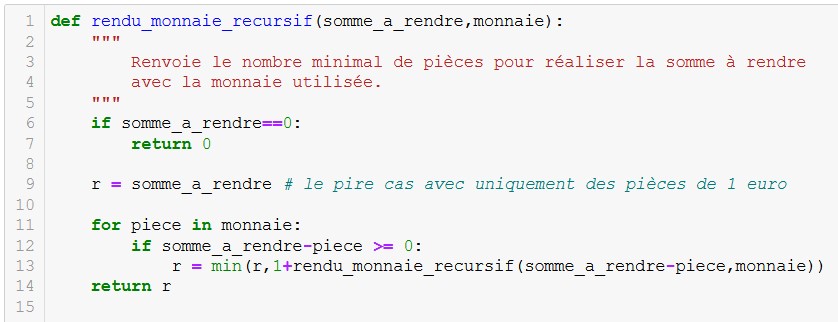 1 def rendu_monnaie_recursif(somme_a_rendre,monnaie):
2     """
3         Renvoie le nombre minimal de pièces pour réaliser la somme à rendre
4         avec la monnaie utilisée.
5     """
6     if somme_a_rendre==0:
7         return 0
8
9     r = somme_a_rendre # le pire cas avec uniquement des pièces de 1 euro
10
11     for piece in monnaie:
12         if somme_a_rendre-piece >= 0:
13             r = min(r,1+rendu_monnaie_recursif(somme_a_rendre-piece,monnaie))
14     return r
15